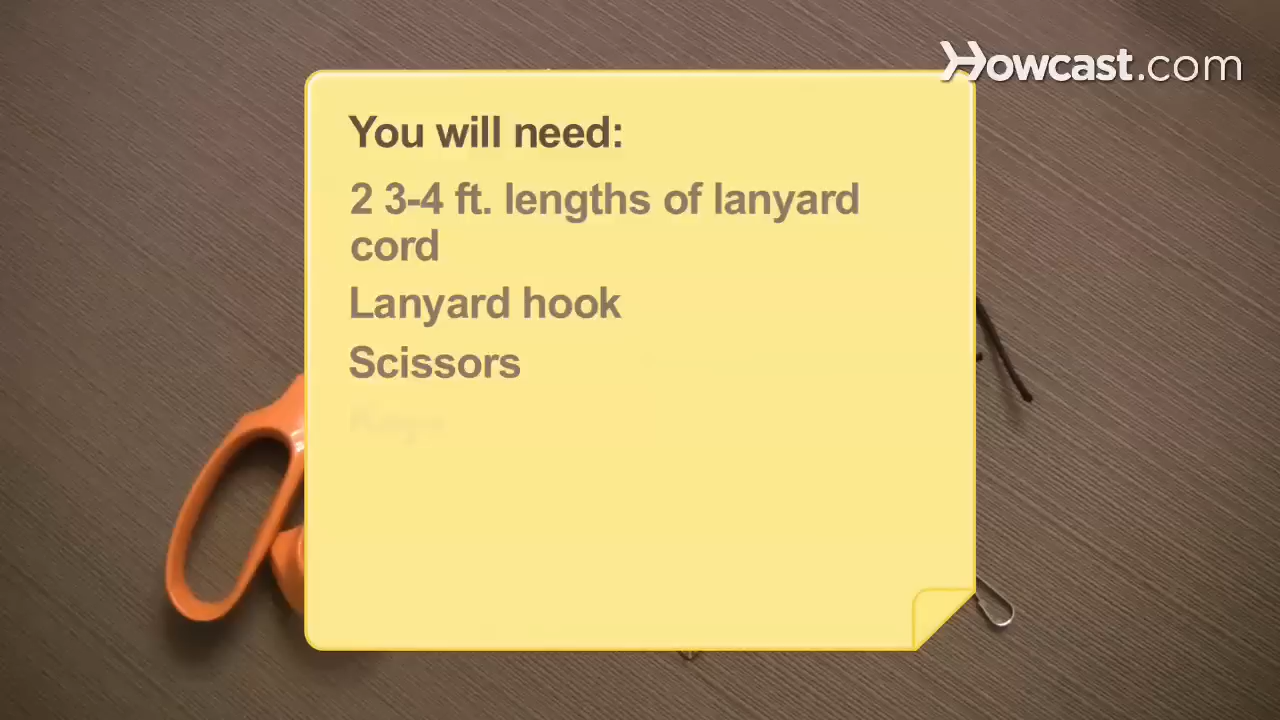 Howcast.com
You will need:
2 3-4 ft. lengths of lanyard
cord
Lanyard hook
Scissors